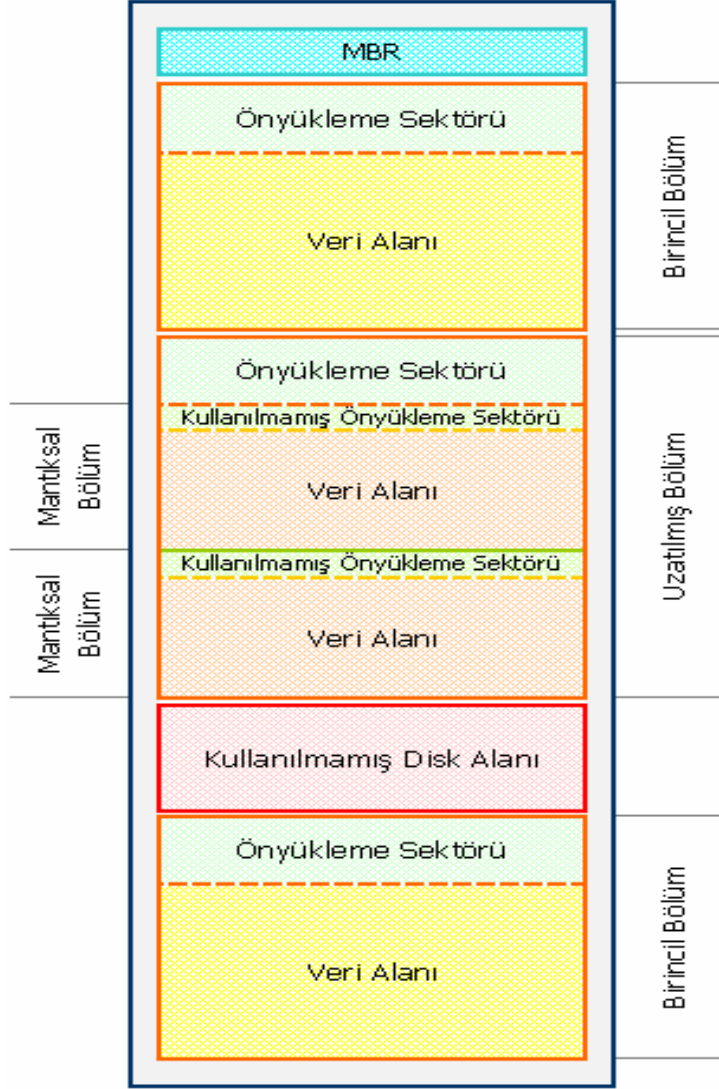 MBR
Önyükleme Sektörü
Veri Alanı
Birincil Bölüm
Önyükleme Sektörü
Kullanılmamış Önyükleme Sektörü
Veri Alanı
Mantıksal
Bölüm
Kullanılmamış Önyükleme Sektörü
Veri Alanı
Mantıksal
Bölüm
Uzatılmış Bölüm
Kullanılmamış Disk Alanı
Önyükleme Sektörü
Veri Alanı
Birincil Bölüm